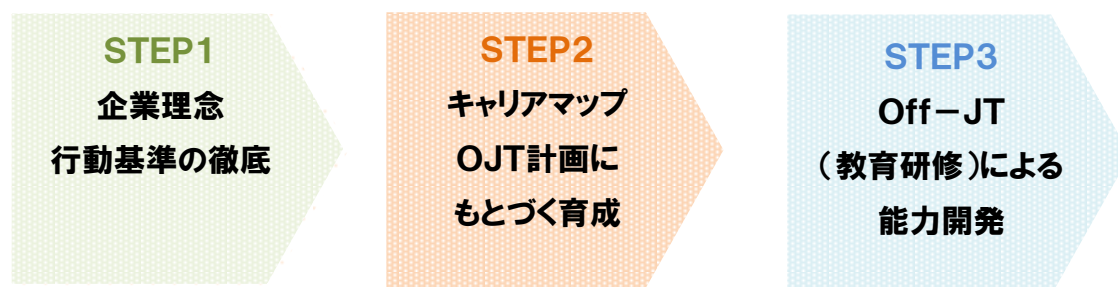 STEP1
企業理念
行動基準の徹底
STEP2
キャリアマップ
OJT計画に
もとづく育成
STEP3
Off－JT
（教育研修）による
能力開発